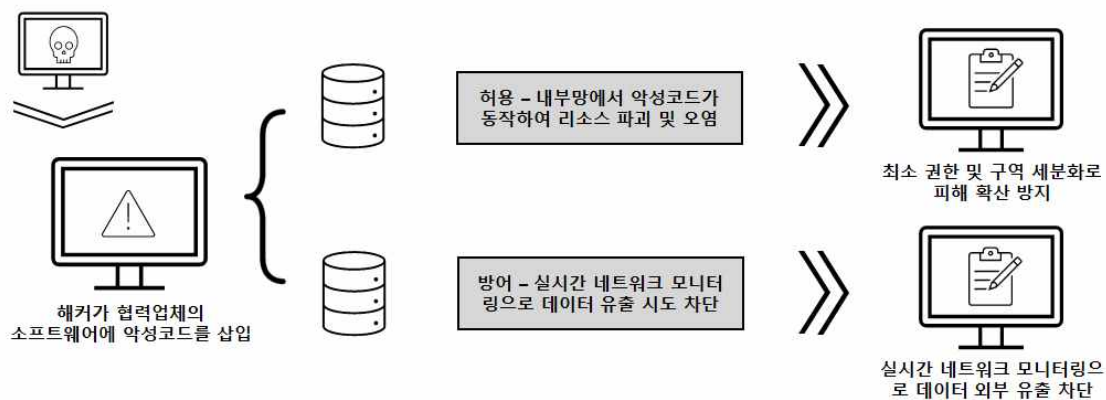 허용 – 내부망에서 악성코드가
동작하여 리소스 파괴 및 오염
최소 권한 및 구역 세분화로
피해 확산 방지
해커가 협력업체의
소프트웨어에 악성코드를 삽입
방어 – 실시간 네트워크 모니터
링으로 데이터 유출 시도 차단
실시간 네트워크 모니터링으
로 데이터 외부 유출 차단